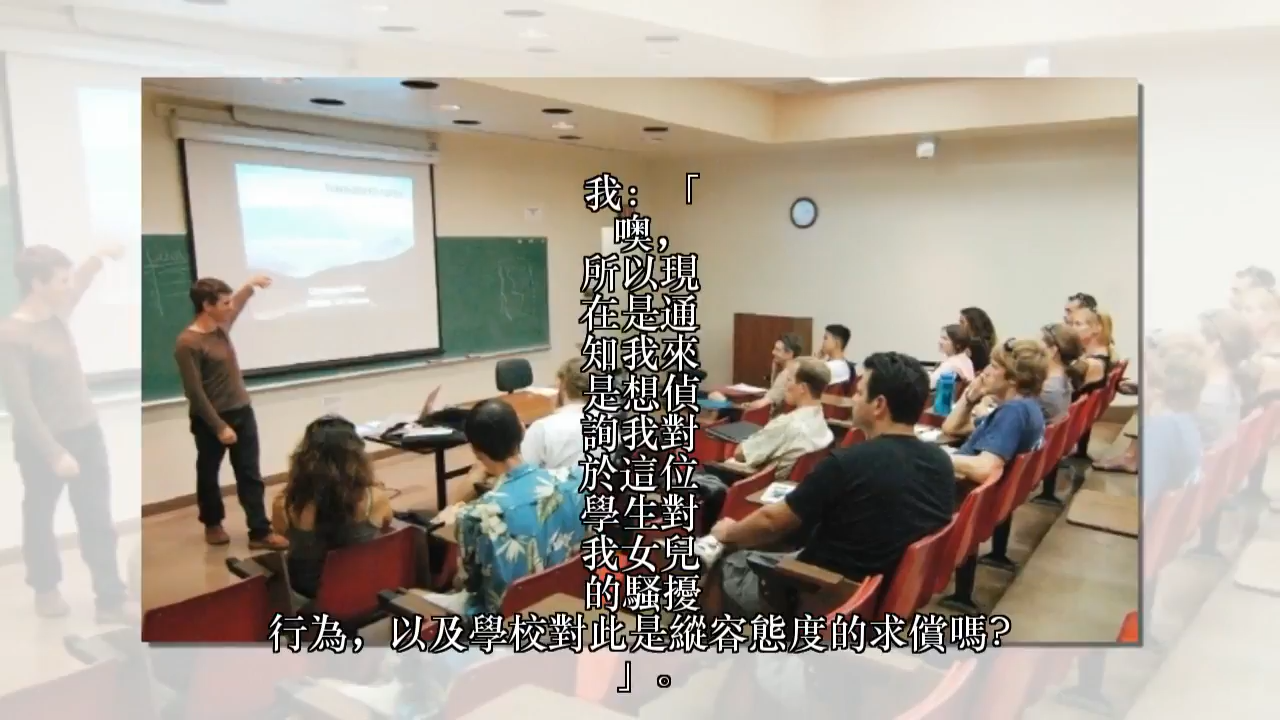 我：「
噢，
所以現
在是通
知我來
是想偵
詢我對
於這位
學生對
我女兒
的騷擾
行為，以及學校對此是縱容態度的求償嗎？
」。